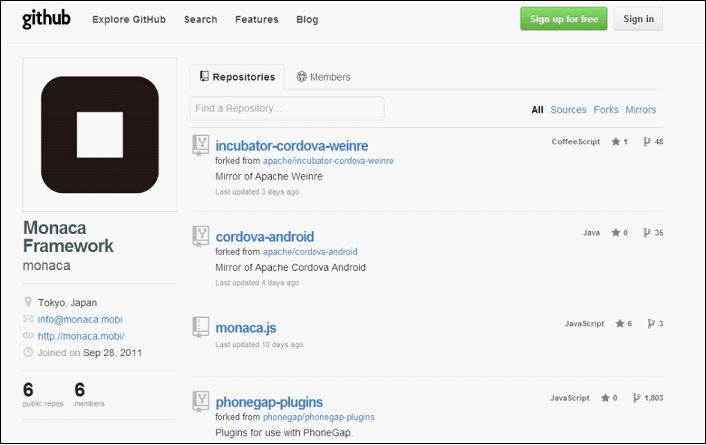 github Explore GitHub Search Features Blog Sign up for free Sign in
Repositories Members
Find a Repository...
All Sources Forks Mirrors
incubator-cordova-weinre CoffeeScript 1 48
forked from apache/incubator-cordova-weinre
Mirror of Apache Weinre
Last updated 3 days ago
Monaca
Framework
monaca
Tokyo, Japan
info@monaca.mobi
http://monaca.mobi/
Joined on Sep 28, 2011
6 6
public repos members
cordova-android Java 0 35
forked from apache/cordova-android
Mirror of Apache Cordova Android
Last updated 4 days ago
monaca.js JavaScript 6 3
Last updated 10 days ago
phonegap-plugins JavaScript 0 1,803
forked from phonegap/phonegap-plugins
Plugins for use with PhoneGap.